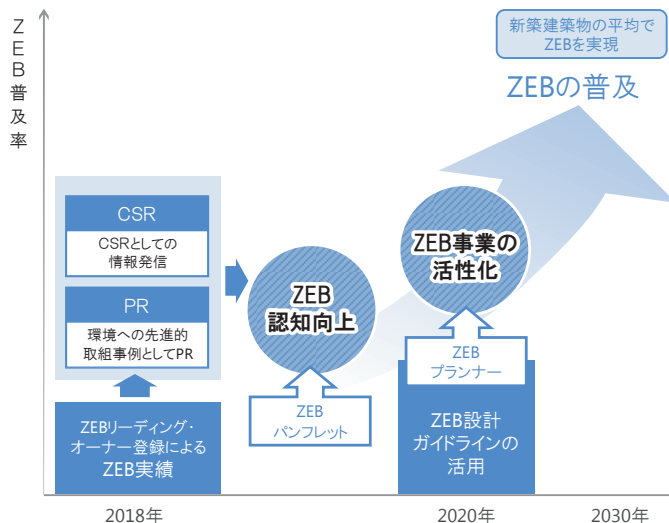 ZEB普及率
新築建築物の平均で
ZEBを実現
ZEBの普及
CSR
CSRとしての
情報発信
PR
環境への先進的
取組事例としてPR
ZEBリーディング・
オーナー登録による
ZEB実績
ZEB
認知向上
ZEB
パンフレット
ZEB事業の
活性化
ZEB
プランナー
ZEB設計
ガイドラインの
活用
2018年
2020年
2030年